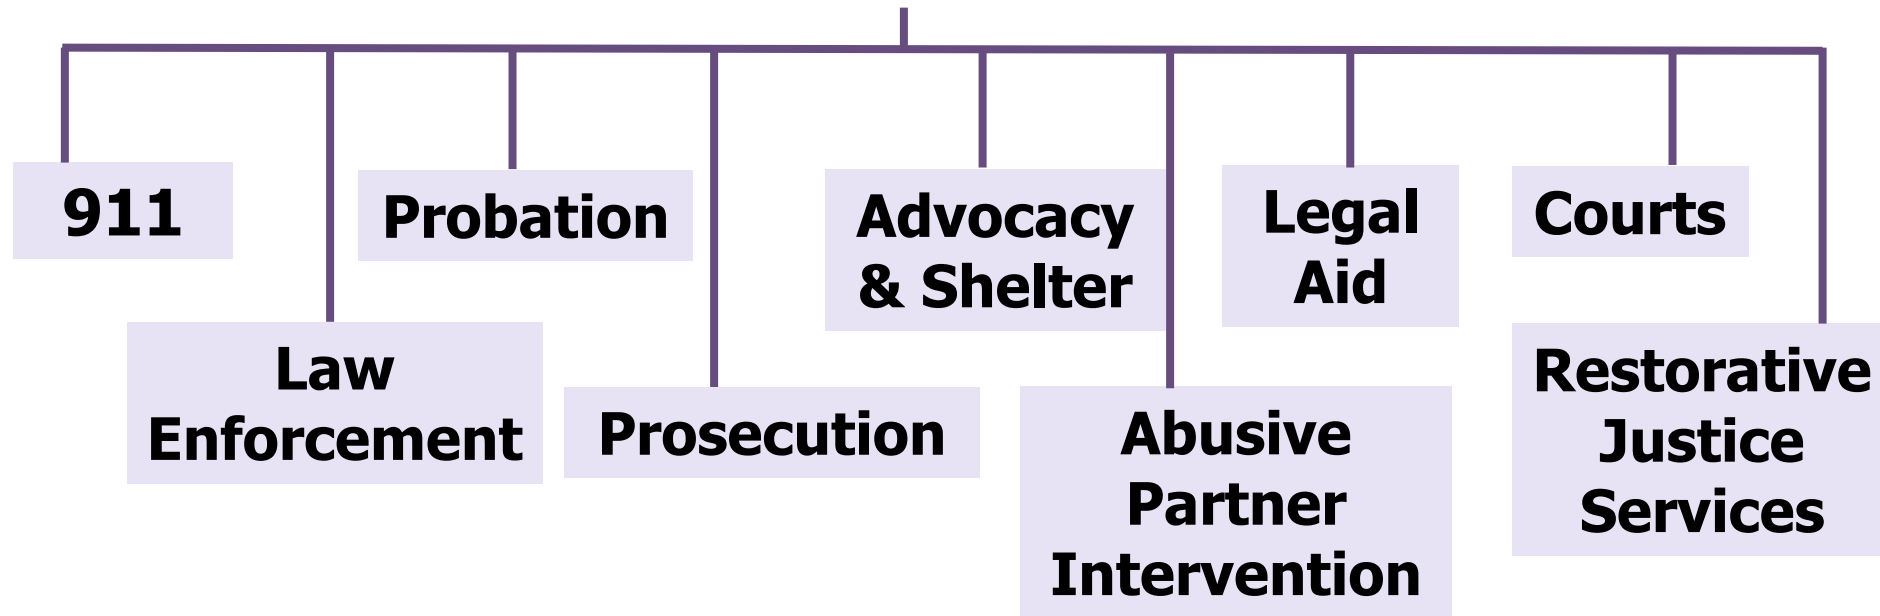 911
Law
Enforcement
Probation
Prosecution
Advocacy
& Shelter
Abusive
Partner
Intervention
Legal
Aid
Courts
Restorative
Justice
Services